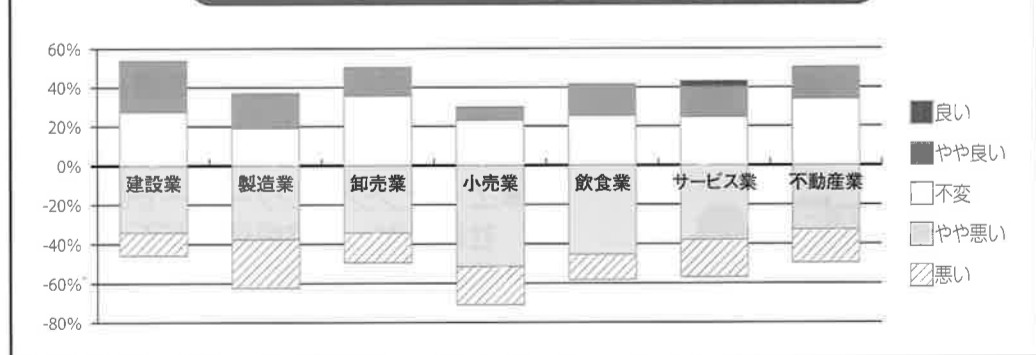 60%
40%
20%
0%
-20%
-40%
-60%
-80%
建設業 製造業 卸売業 小売業 飲食業 サービス業 不動産業
良い
やや良い
不変
やや悪い
悪い